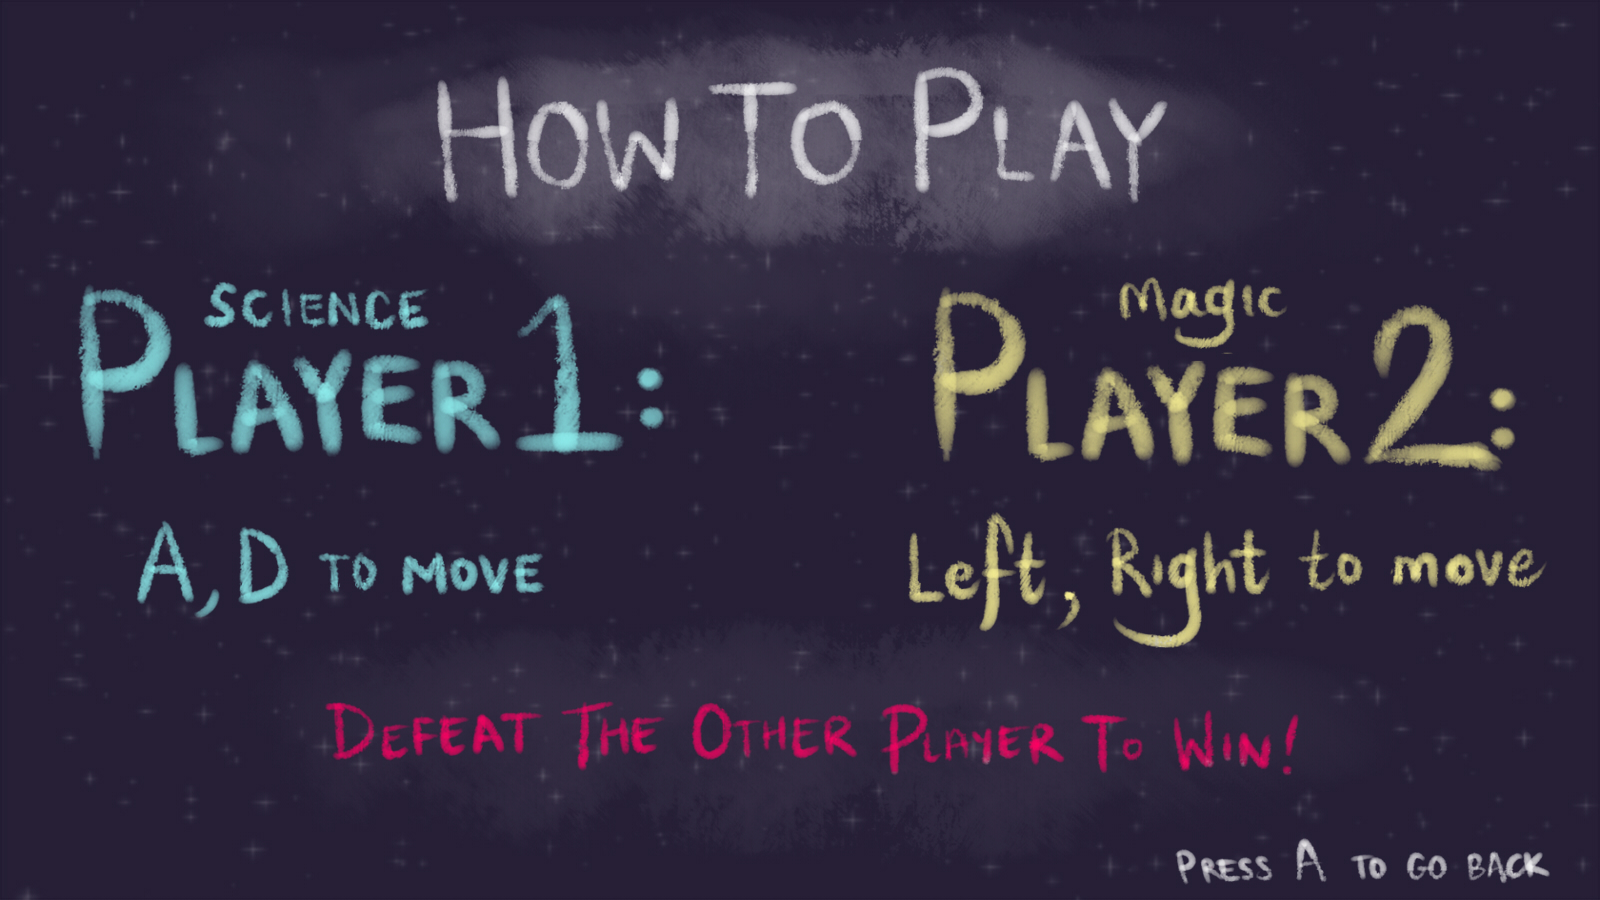 HOW TO PLAY
SCIENCE
PLAYER 1:
A, D TO MOVE
Magic
PLAYER 2:
Left, Right to move
DEFEAT THE OTHER PLAYER TO WIN!
PRESS A TO GO BACK